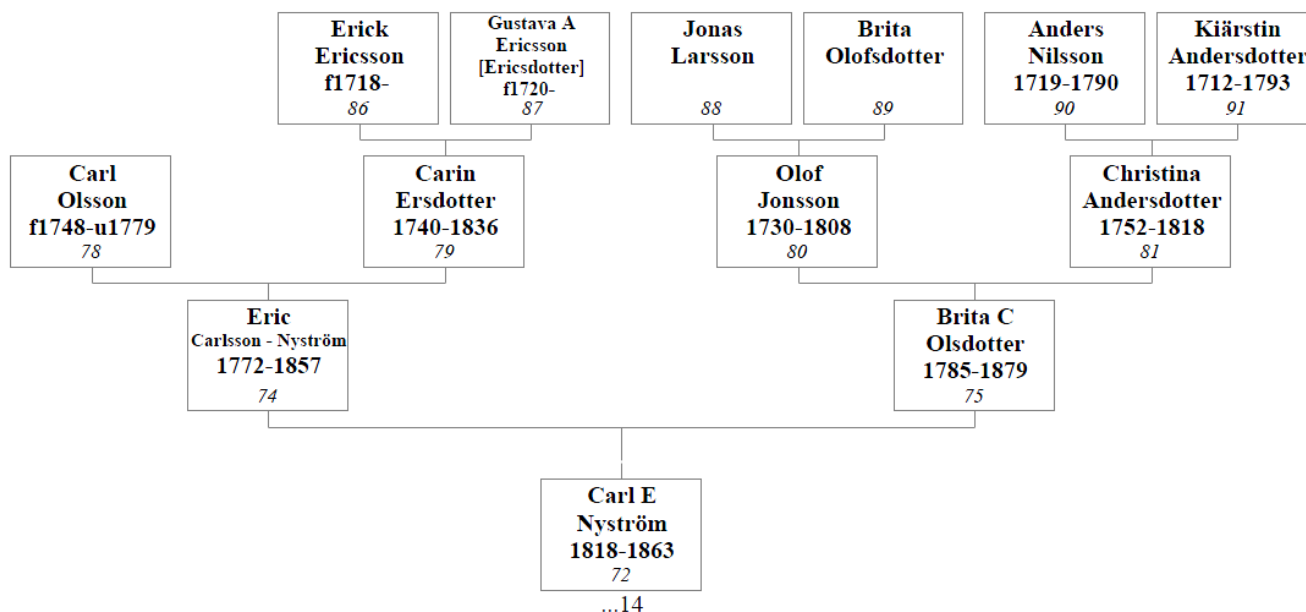 Erick
Ericsson
f1718-
86
Gustava A
Ericsson
[Ericsdotter]
f1720-
87
Jonas
Larsson
88
Brita
Olofsdotter
89
Anders
Nilsson
1719-1790
90
Kiärstin
Andersdotter
1712-1793
91
Carl
Olsson
f1748-u1779
78
Carin
Ersdotter
1740-1836
79
Olof
Jonsson
1730-1808
80
Christina
Andersdotter
1752-1818
81
Eric
Carlsson - Nyström
1772-1857
74
Brita C
Olsdotter
1785-1879
75
Carl E
Nyström
1818-1863
72
...14